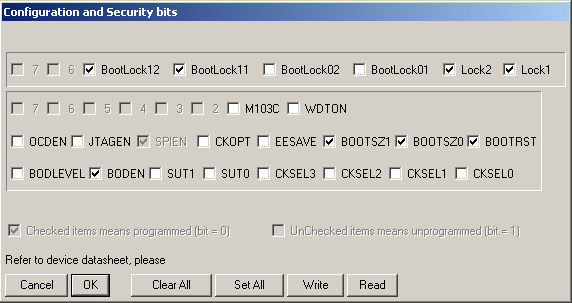 Configuration and Security bits
7 6 BootLock12 BootLock11 BootLock02 BootLock01 Lock2 Lock1
7 6 5 4 3 2 M103C WDTON
OCDEN JTAGEN SPIEN CKOPT EESAVE BOOTSZ1 BOOTSZ0 BOOTRST
BODLEVEL BODEN SUT1 SUT0 CKSEL3 CKSEL2 CKSEL1 CKSEL0
Checked items means programmed (bit = 0) UnChecked items means unprogrammed (bit = 1)
Refer to device datasheet, please
Cancel OK Clear All Set All Write Read